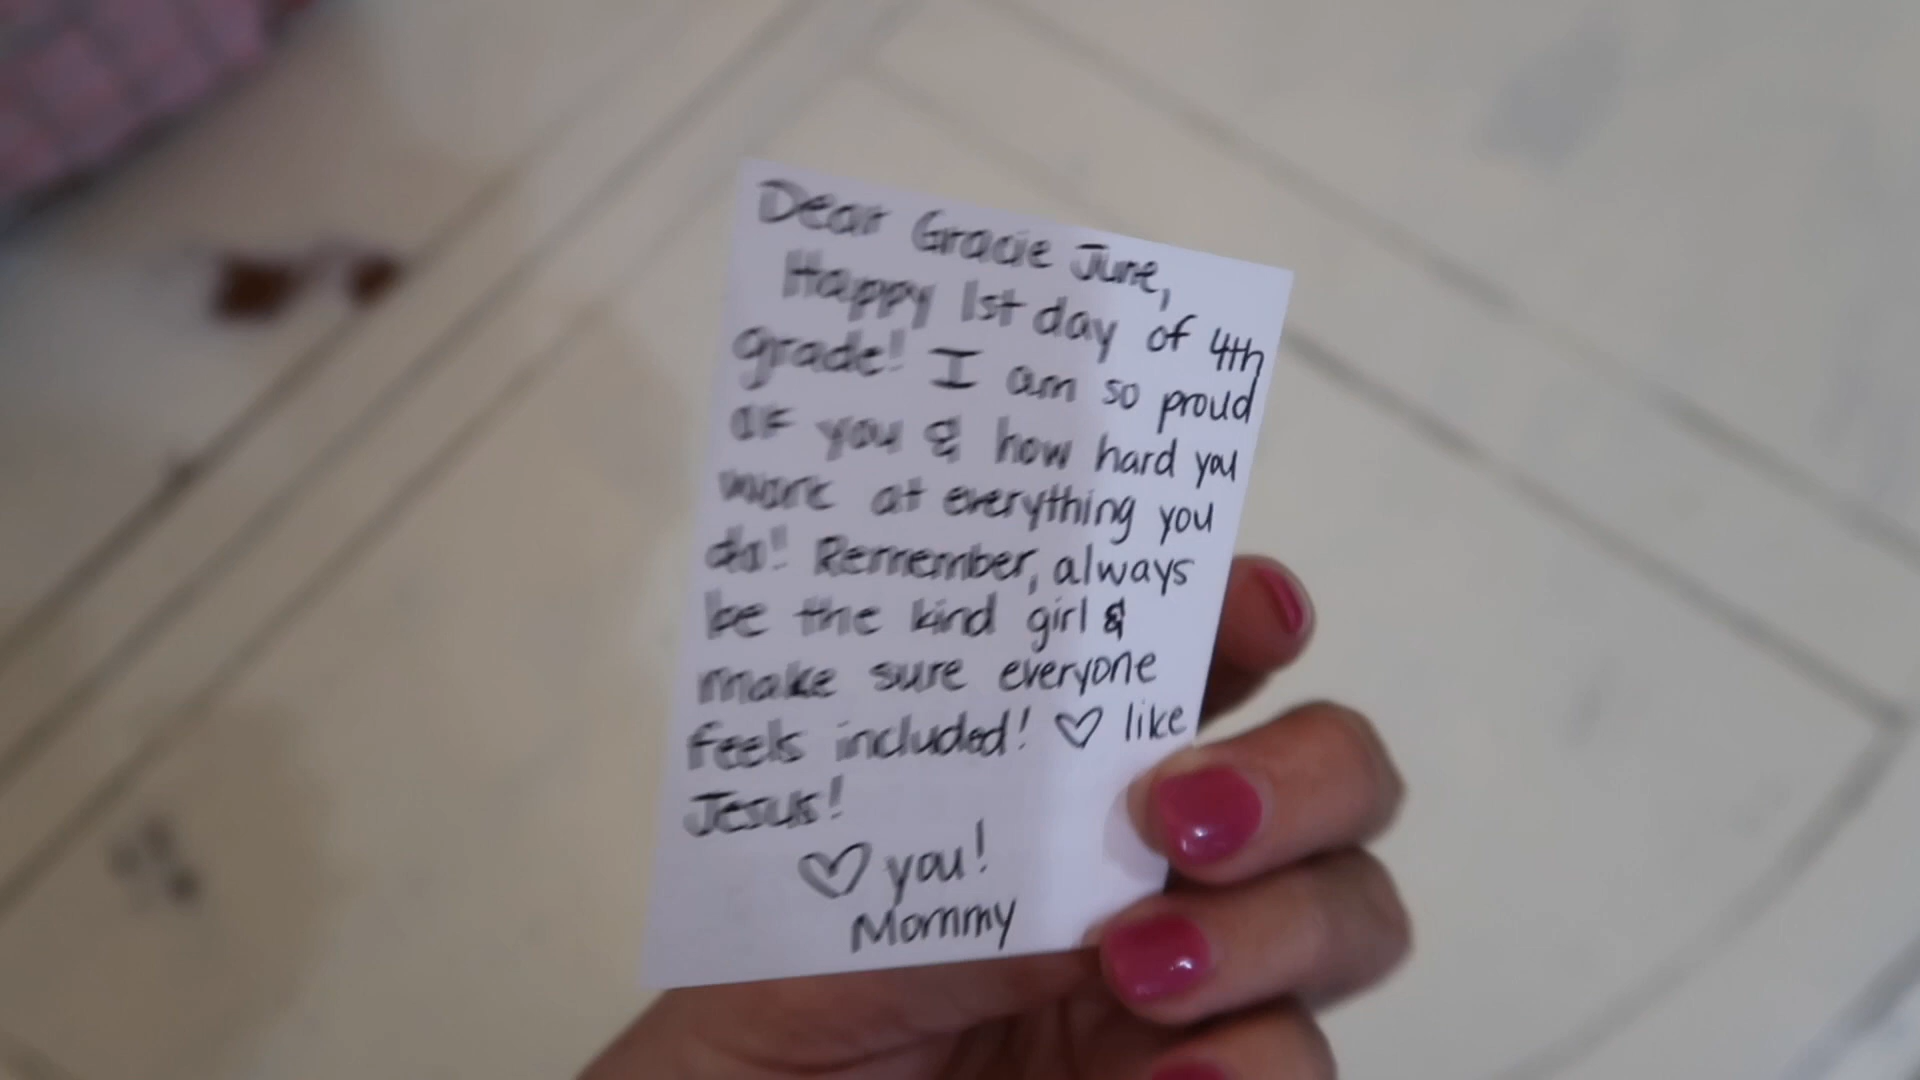 Dear Gracie June,
Happy 1st day of 4th
grade! I am so proud
of you & how hard you
work at everything you
do! Remember, always
be the kind girl &
make sure everyone
feels included! ♡ like
Jesus!
♡ you!
Mommy